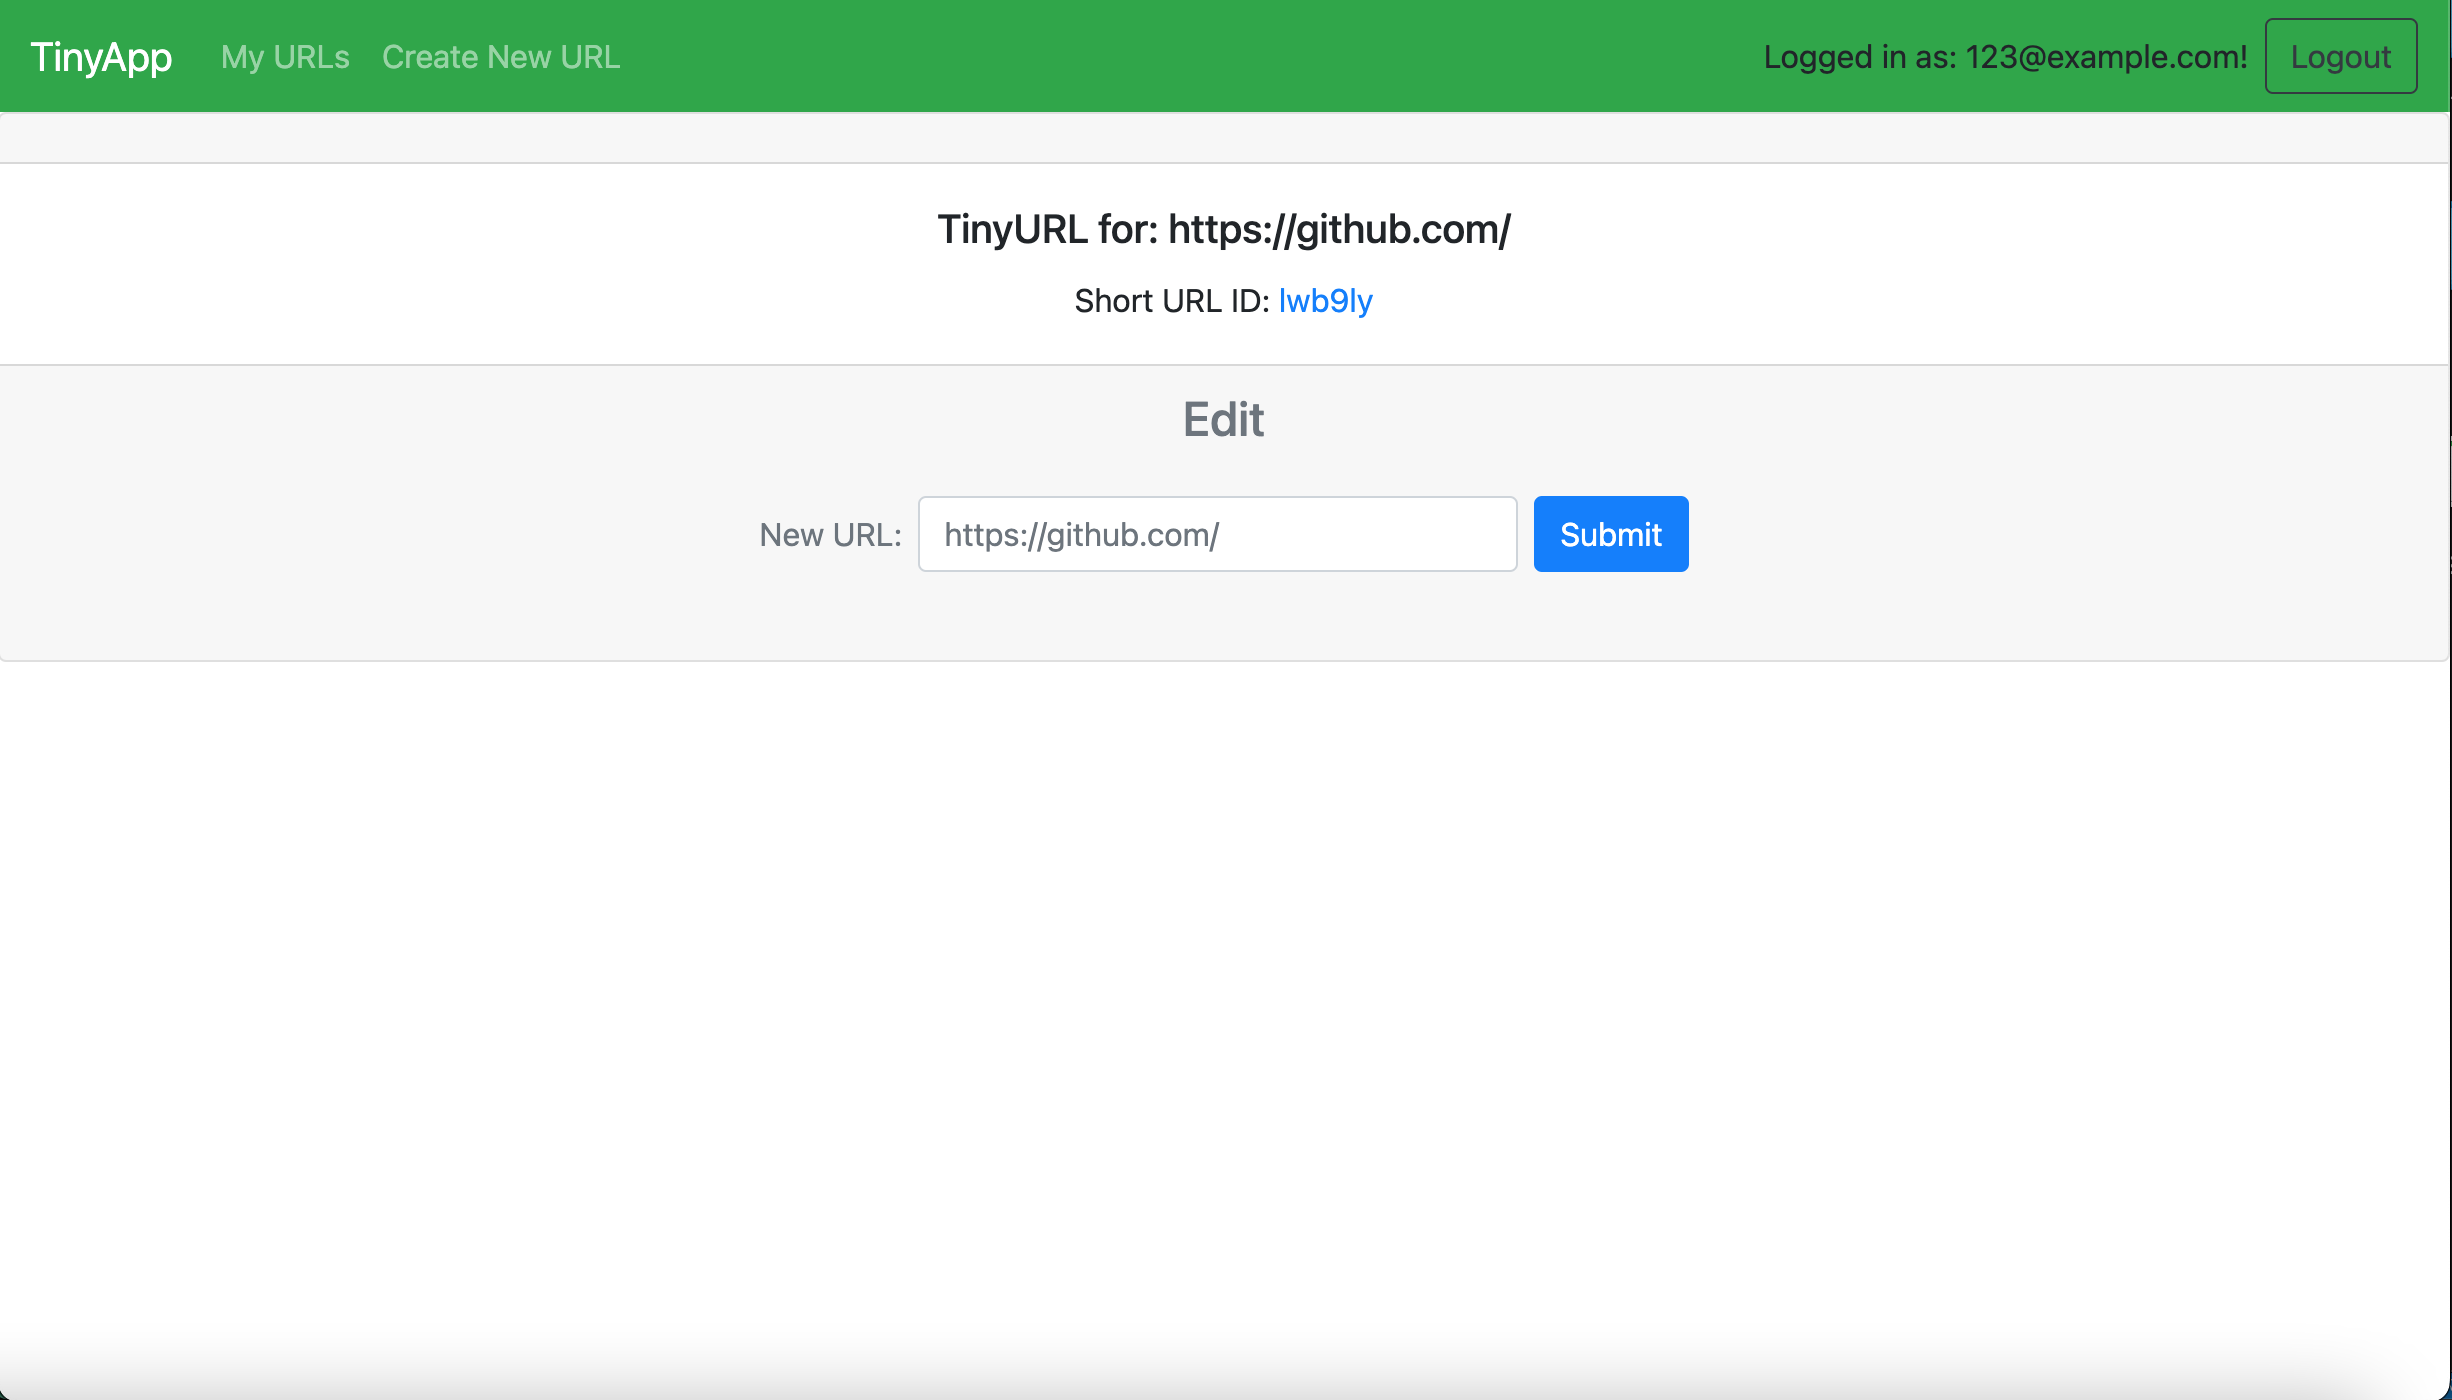 TinyApp My URLs Create New URL Logged in as: 123@example.com! Logout
TinyURL for: https://github.com/
Short URL ID: lwb9ly
Edit
New URL: https://github.com/ Submit